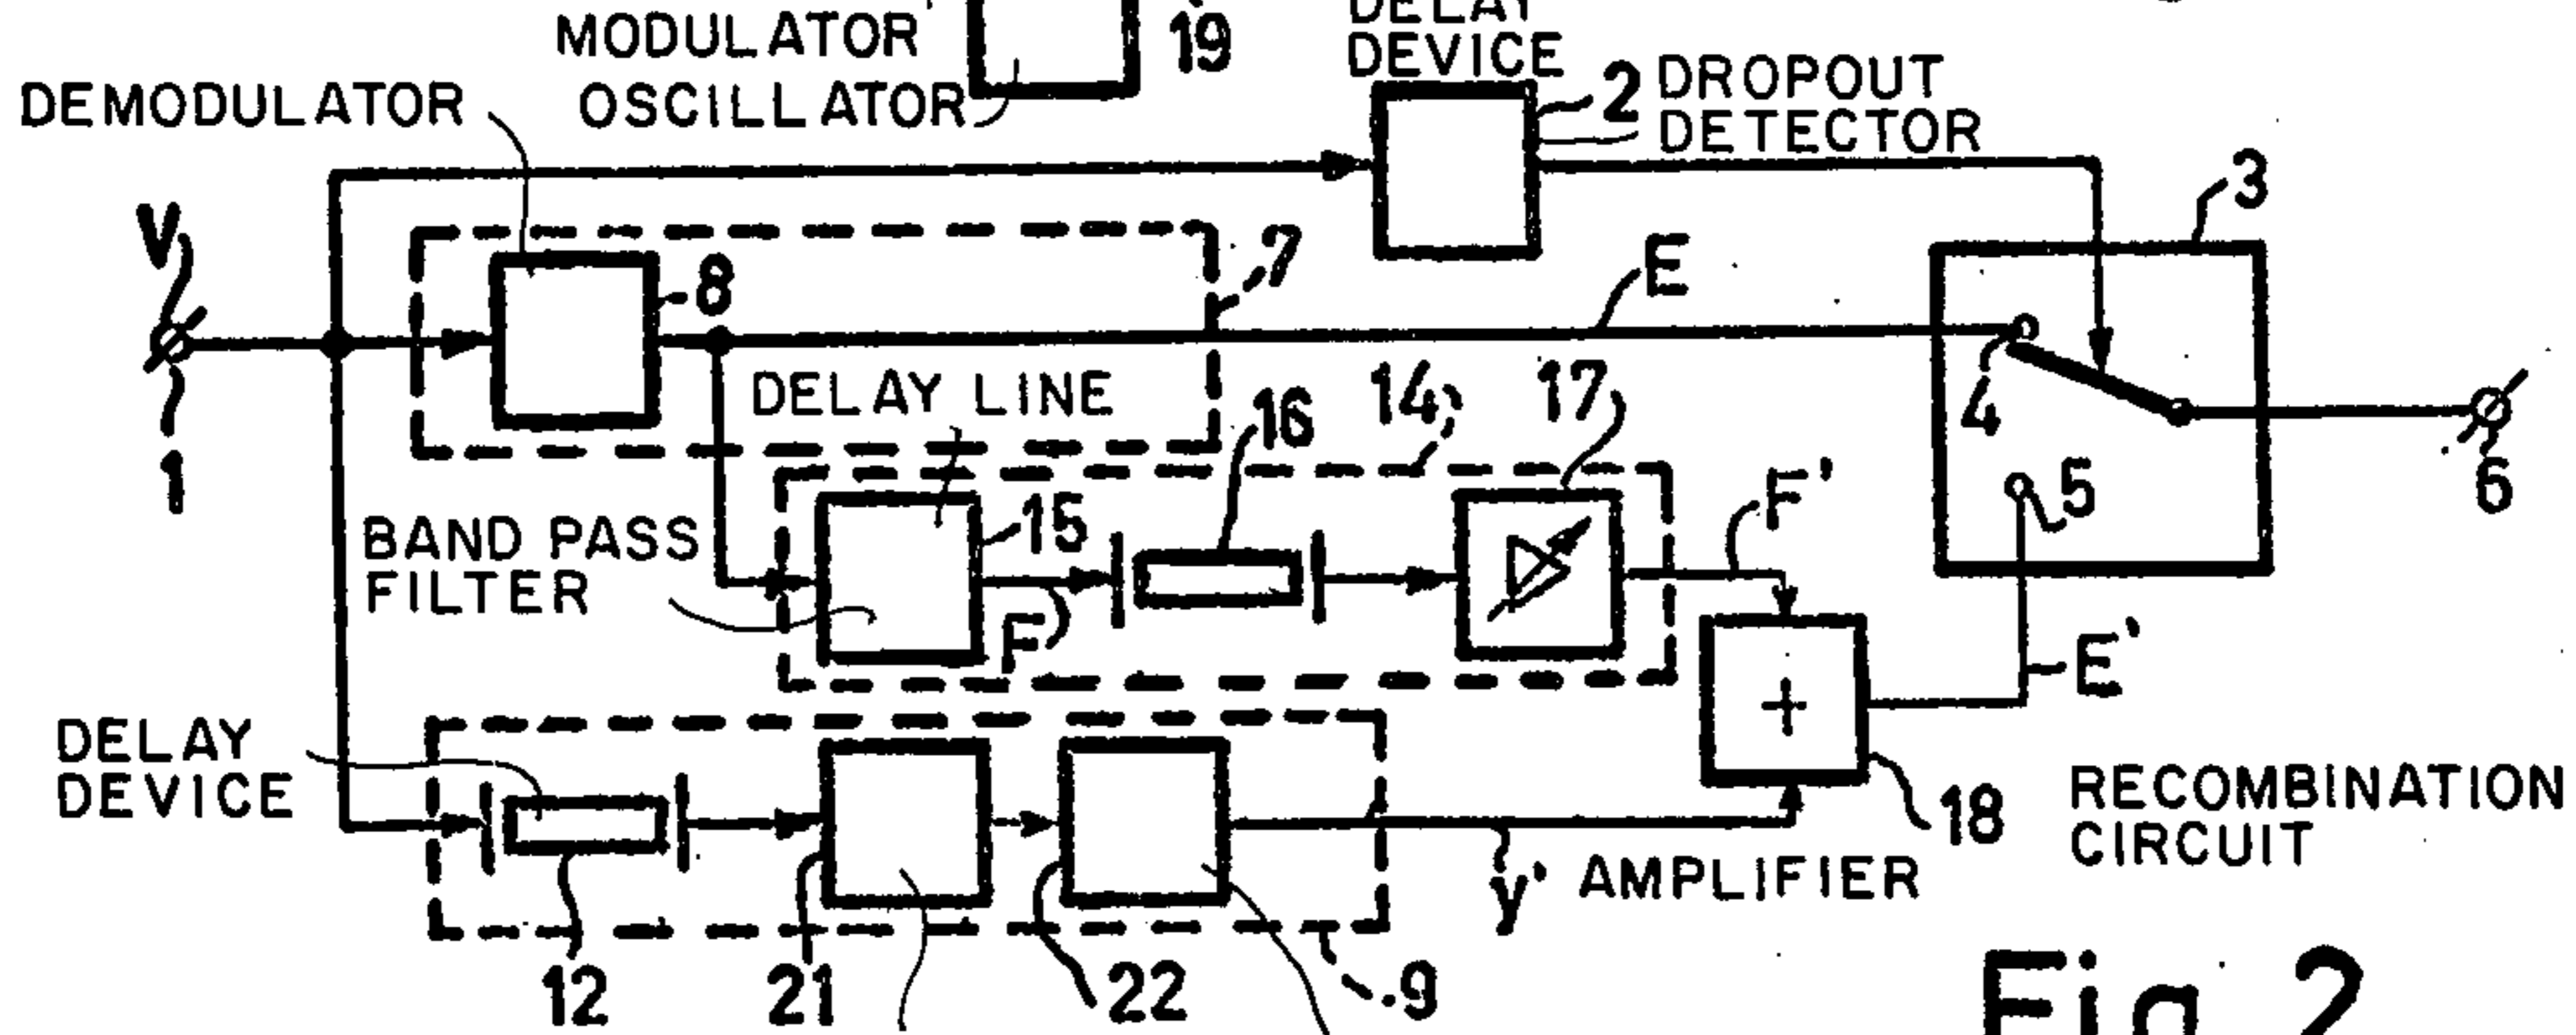 MODULATOR
19
DELAY
DEVICE
DEMODULATOR
OSCILLATOR
2
DROPOUT
DETECTOR
3
V
8
7
E
1
DELAY LINE
16
14
17
4
6
BAND PASS
FILTER
15
F
F'
5
E'
+
DELAY
DEVICE
18
RECOMBINATION
CIRCUIT
y'
AMPLIFIER
12
21
22
9
Fig. 2